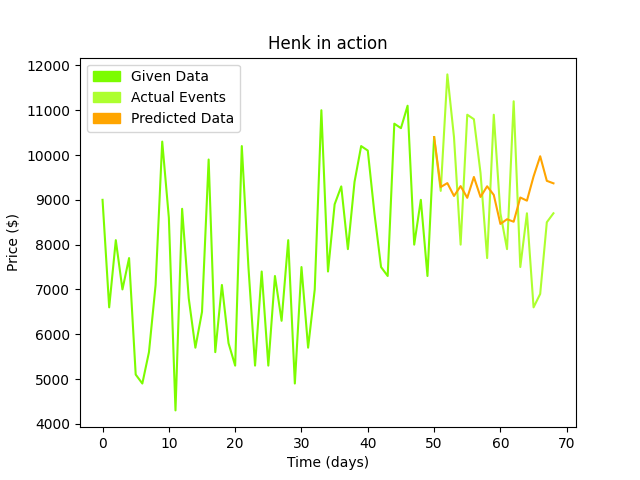 Henk in action
Given Data
Actual Events
Predicted Data
Price ($)
12000
11000
10000
9000
8000
7000
6000
5000
4000
0 10 20 30 40 50 60 70
Time (days)